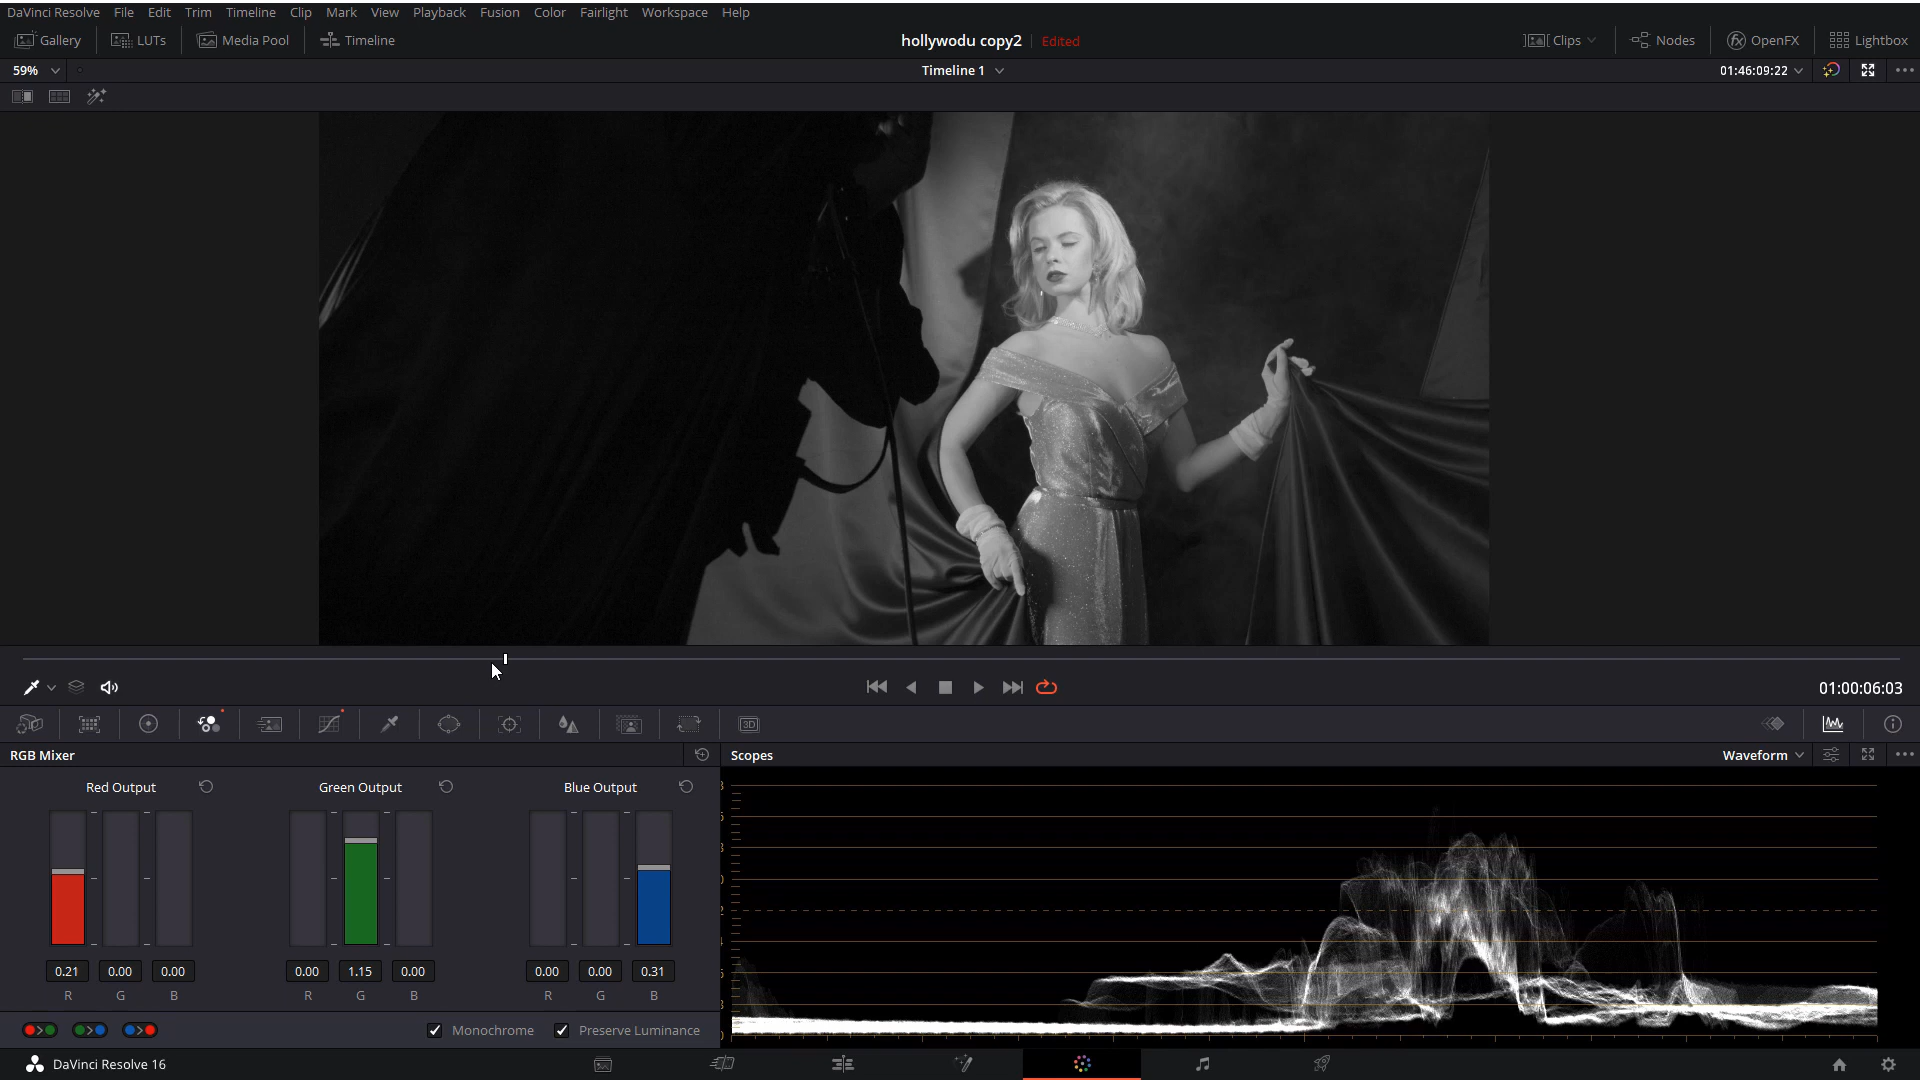 DaVinci Resolve File Edit Trim Timeline Clip Mark View Playback Fusion Color Fairlight Workspace Help
Gallery LUTs Media Pool Timeline hollywodu copy2 Edited Clips Nodes OpenFX Lightbox
59% Timeline 1 01:46:09:22
01:00:06:03
3D
RGB Mixer Scopes Waveform
Red Output Green Output Blue Output
0.21 0.00 0.00 0.00 1.15 0.00 0.00 0.00 0.31
R G B R G B R G B
Monochrome Preserve Luminance
DaVinci Resolve 16